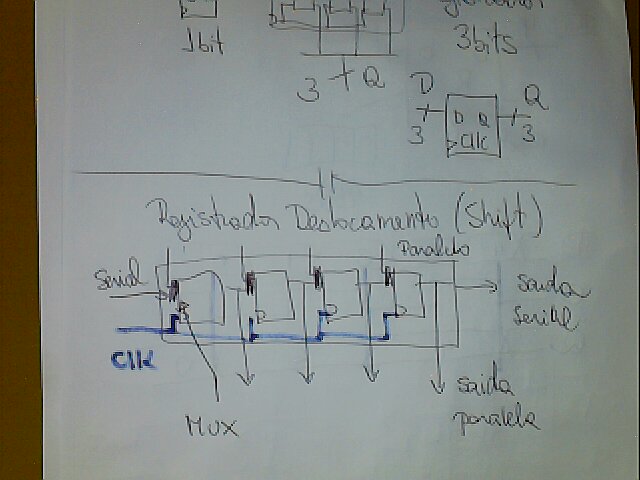 1bit
3bits
3 Q
D Q
D Q
3 Clk 3
Registrador Deslocamento (Shift)
Paralelo
Serial
Saida
Serial
Clk
Saida
paralela
MUX